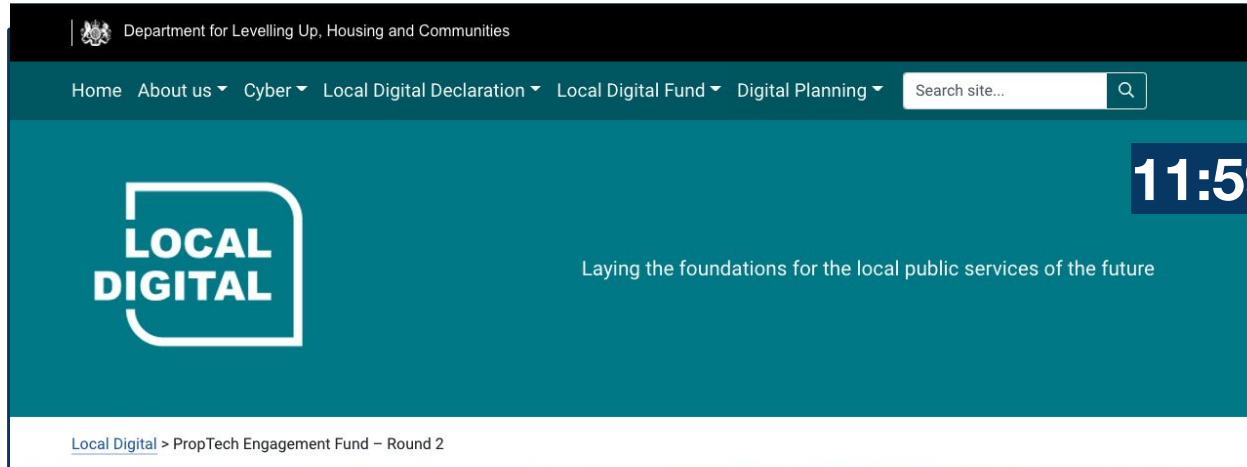 Department for Levelling Up, Housing and Communities
Home About us Cyber Local Digital Declaration Local Digital Fund Digital Planning Search site...
11:5
LOCAL
DIGITAL
Laying the foundations for the local public services of the future
Local Digital > PropTech Engagement Fund – Round 2